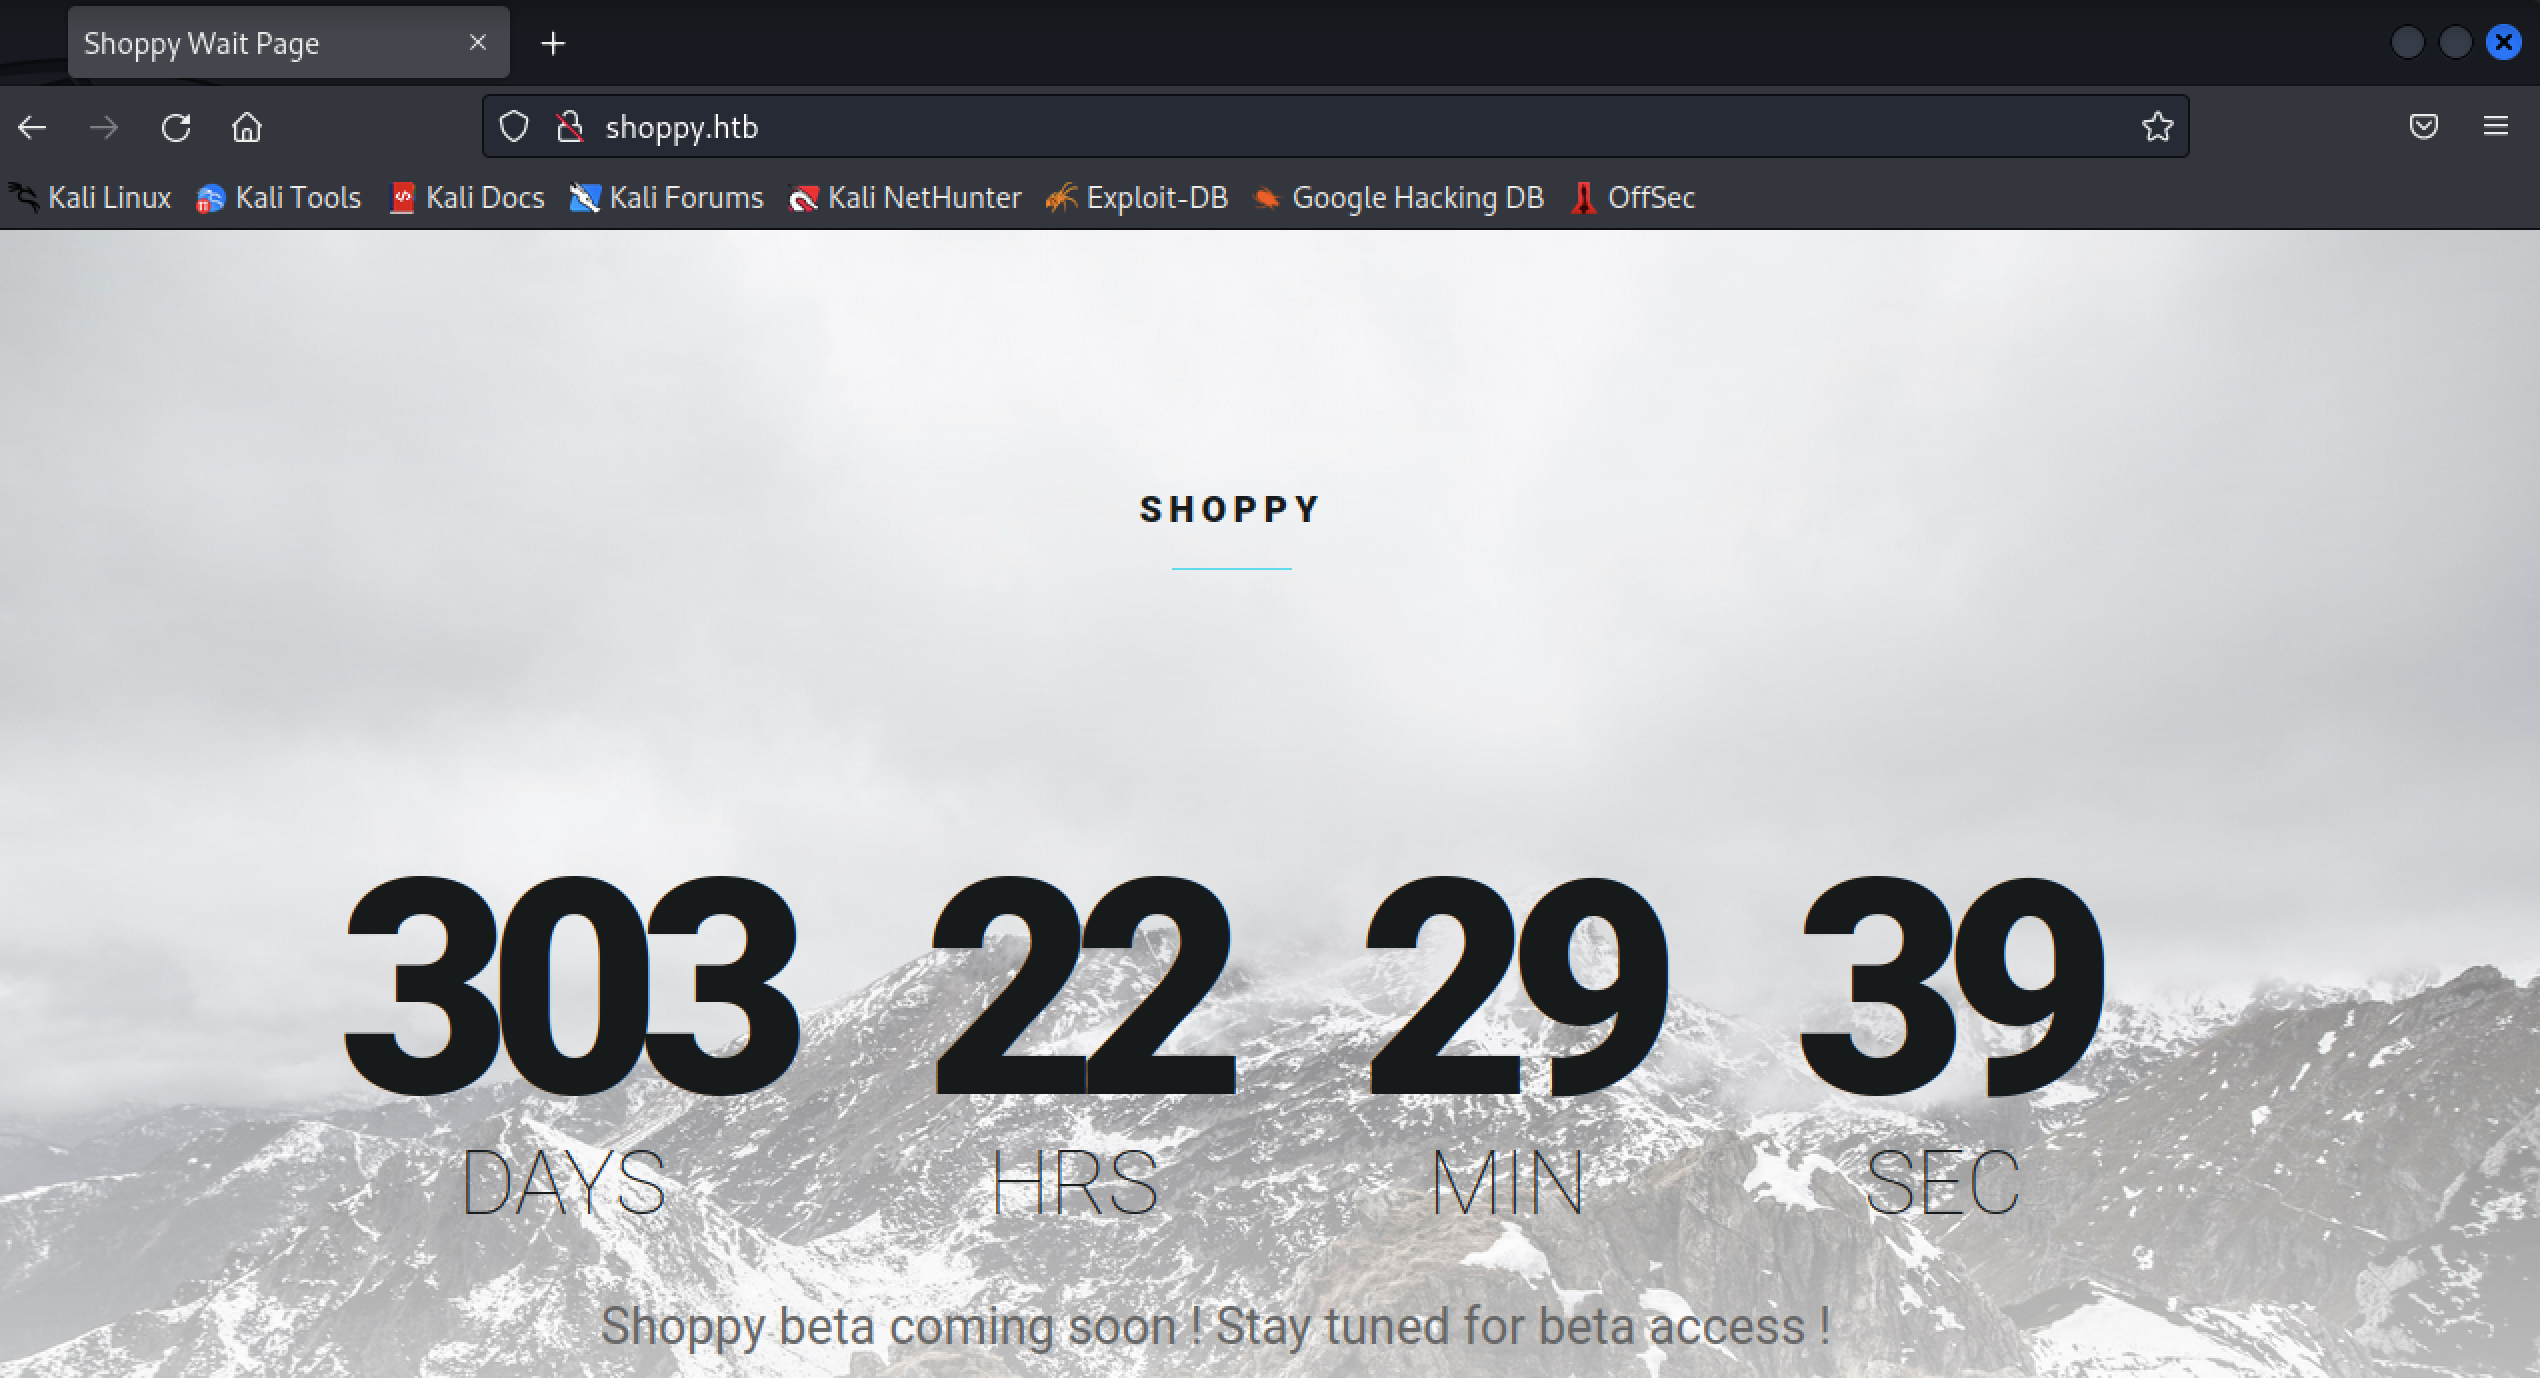 Shoppy Wait Page
shoppy.htb
Kali Linux Kali Tools Kali Docs Kali Forums Kali NetHunter Exploit-DB Google Hacking DB OffSec
SHOPPY
303 22 29 39
DAYS HRS MIN SEC
Shoppy beta coming soon ! Stay tuned for beta access !